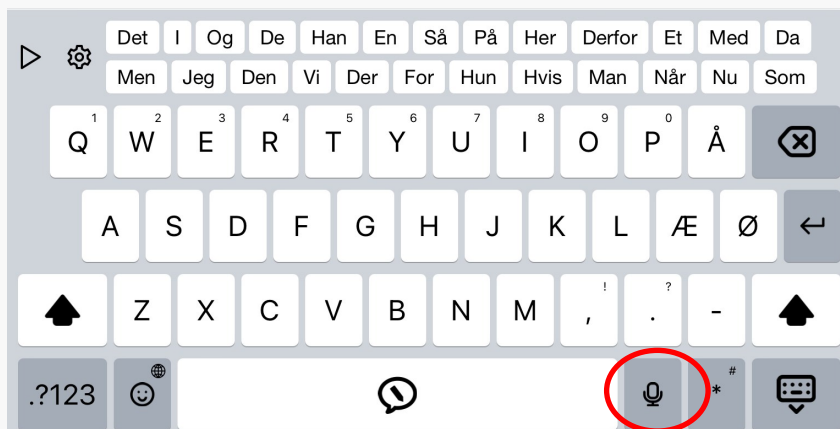 Det I Og De Han En Så På Her Derfor Et Med Da
Men Jeg Den Vi Der For Hun Hvis Man Når Nu Som
1 2 3 4 5 6 7 8 9 0
Q W E R T Y U I O P Å
A S D F G H J K L Æ Ø
! ?
Z X C V B N M , . -
#
.?123 *